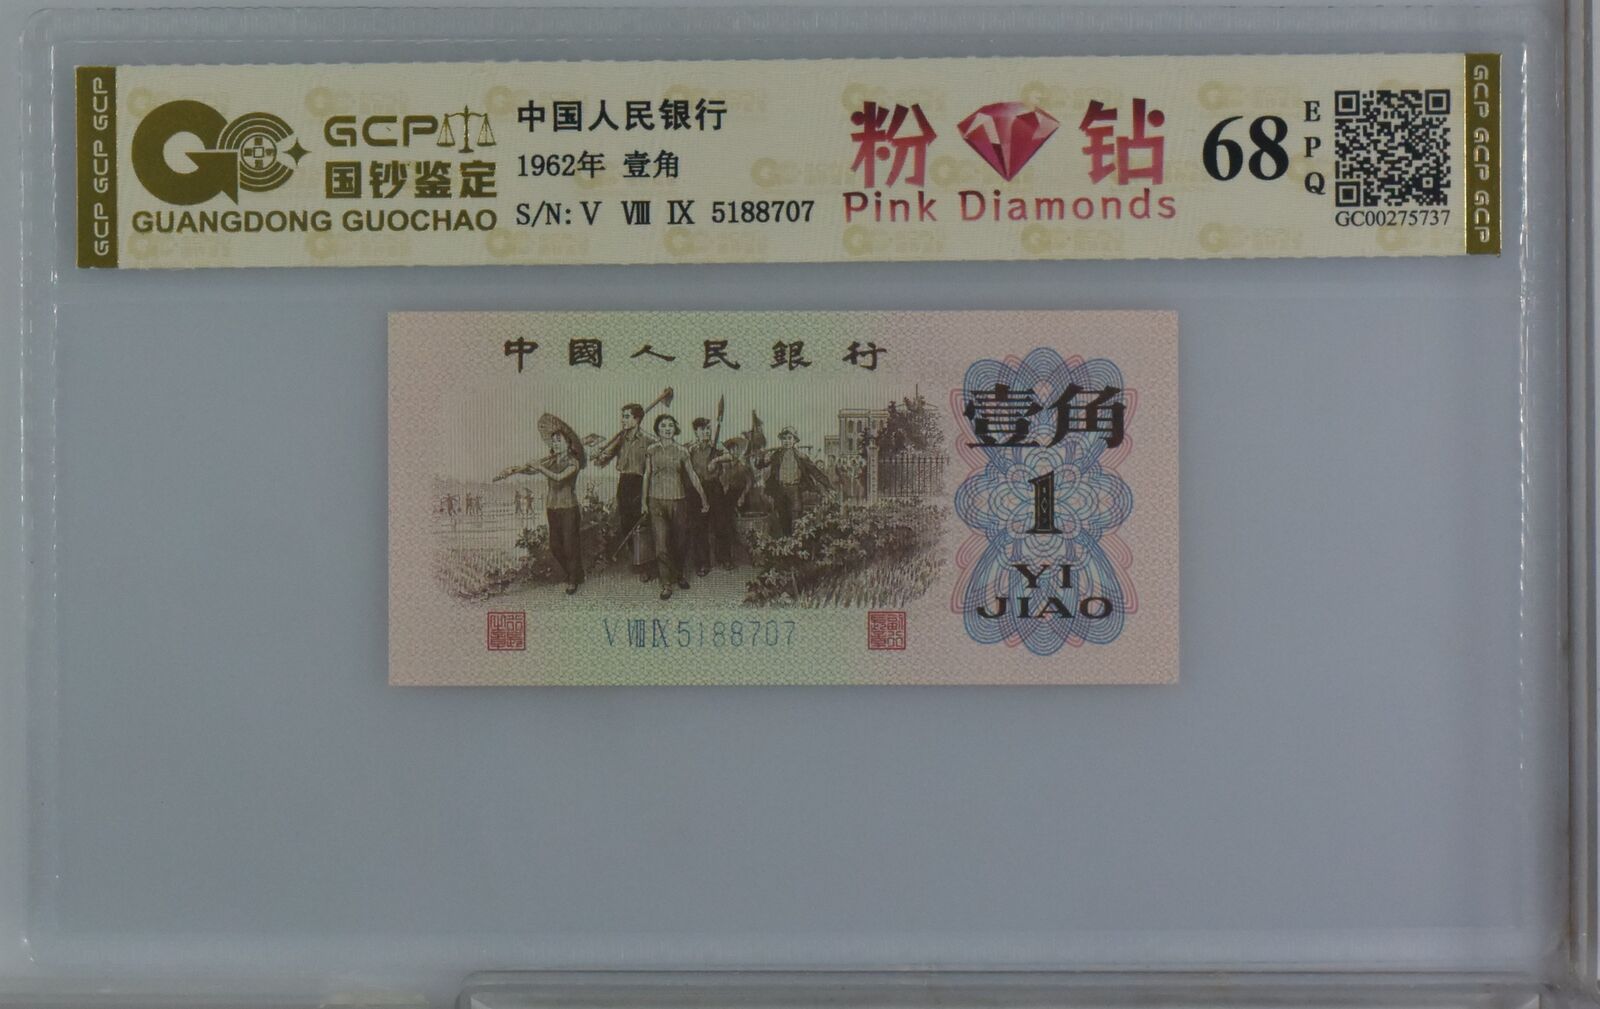 GCP GCP GCP
GCP
国钞鉴定
GUANGDONG GUOCHAO
中国人民银行
1962年 壹角
S/N: V Ⅷ Ⅸ 5188707
粉 钻
Pink Diamonds
68
EPQ
GC00275737
GCP GCP GCP
中國人民銀行
壹角
1
YI
JIAO
V Ⅷ Ⅸ 5188707